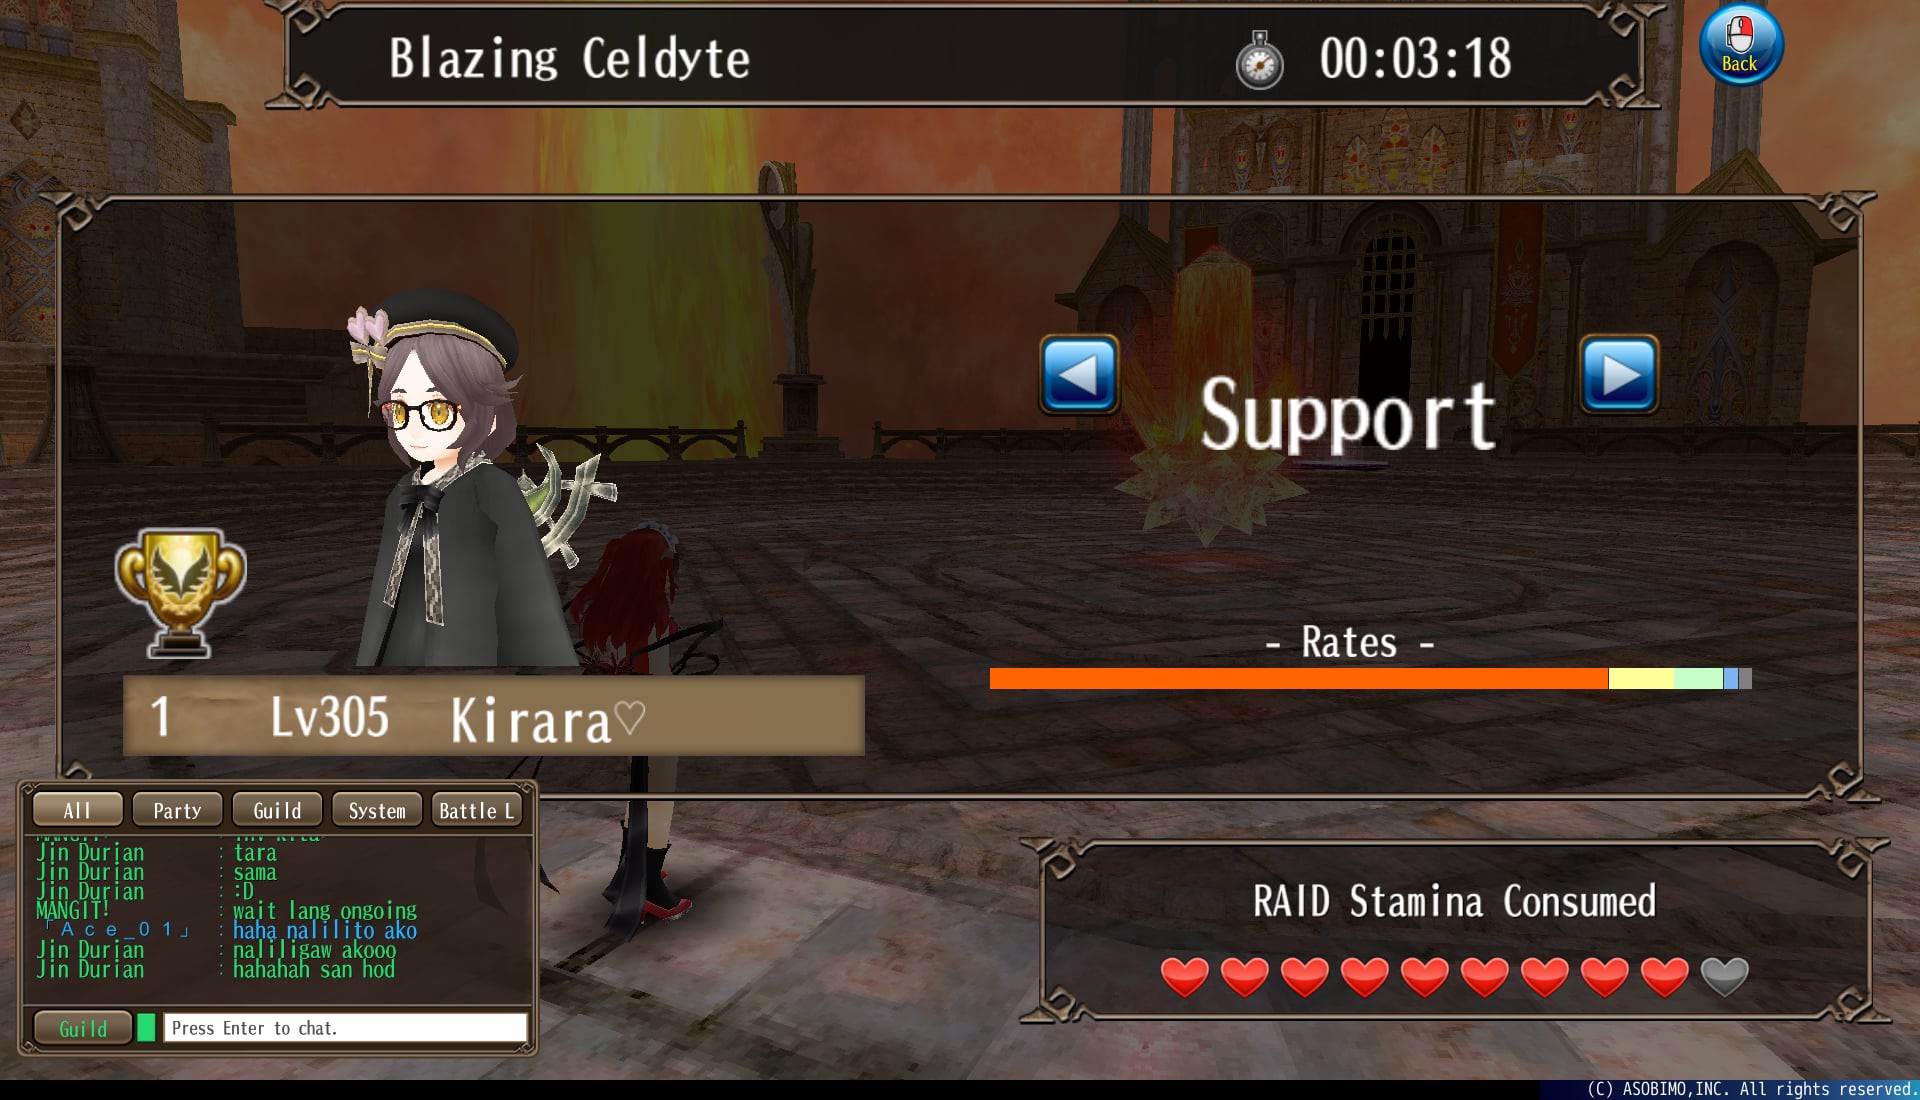 Blazing Celdyte
00:03:18
Back
Support
- Rates -
1 Lv305 Kirara♡
All Party Guild System Battle L
Jin Durian : tara
Jin Durian : sama
Jin Durian : :D
MANGIT! : wait lang ongoing
「Ace_01」 : haha nalilito ako
Jin Durian : naliligaw akooo
Jin Durian : hahahah san hod
Guild Press Enter to chat.
RAID Stamina Consumed
(C) ASOBIMO,INC. All rights reserved.